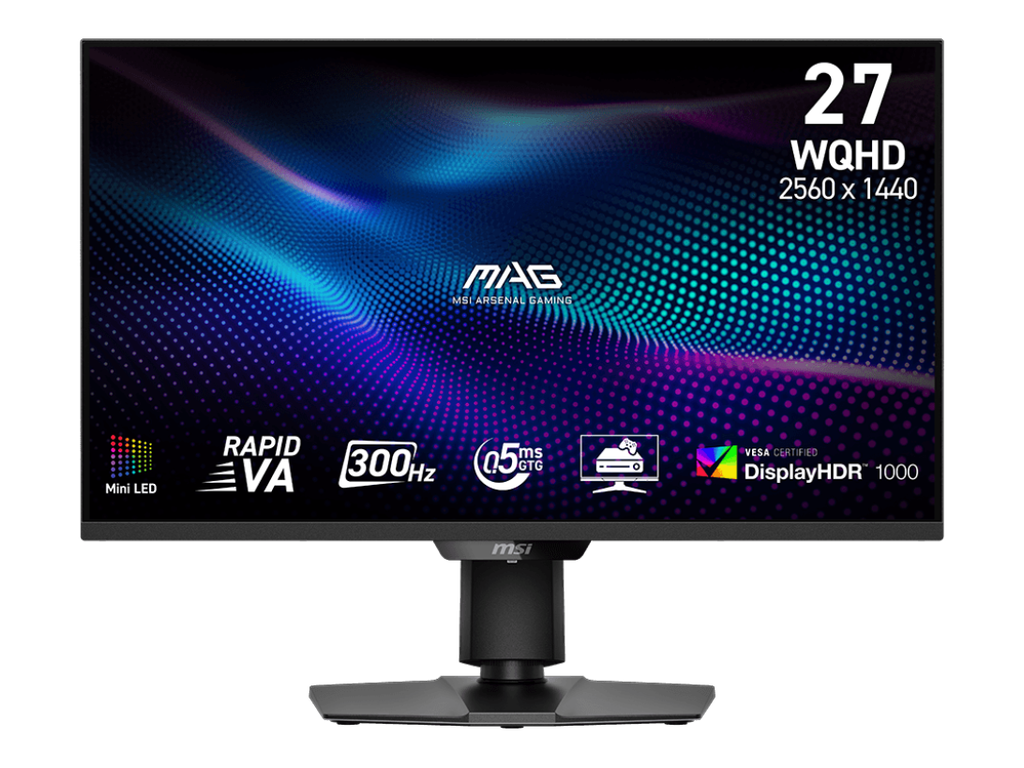 27
WQHD
2560 x 1440
MAG
MSI ARSENAL GAMING
Mini LED
RAPID
VA
300Hz
0.5ms
GTG
VESA CERTIFIED
DisplayHDR™ 1000
msi